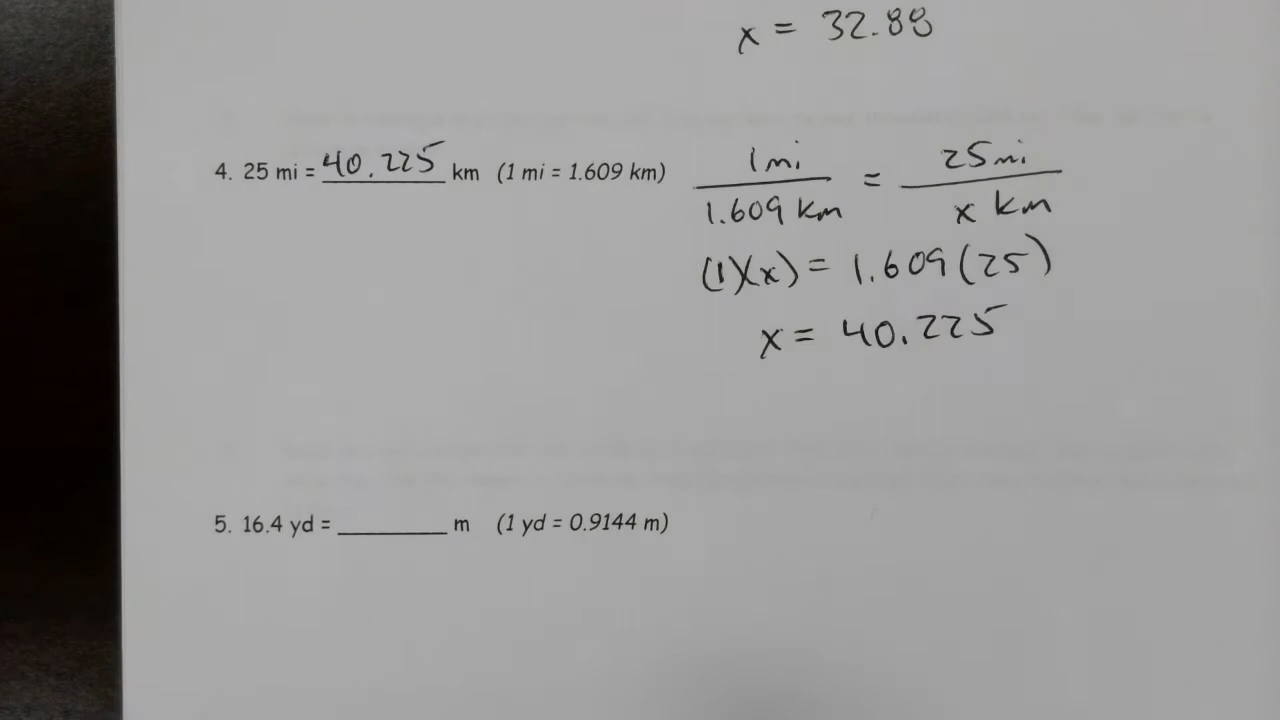 x = 32.88
4. 25 mi = 40.225 km (1 mi = 1.609 km)
1 mi / 1.609 km = 25 mi / x km
(1)(x) = 1.609 (25)
x = 40.225
5. 16.4 yd = ________ m (1 yd = 0.9144 m)